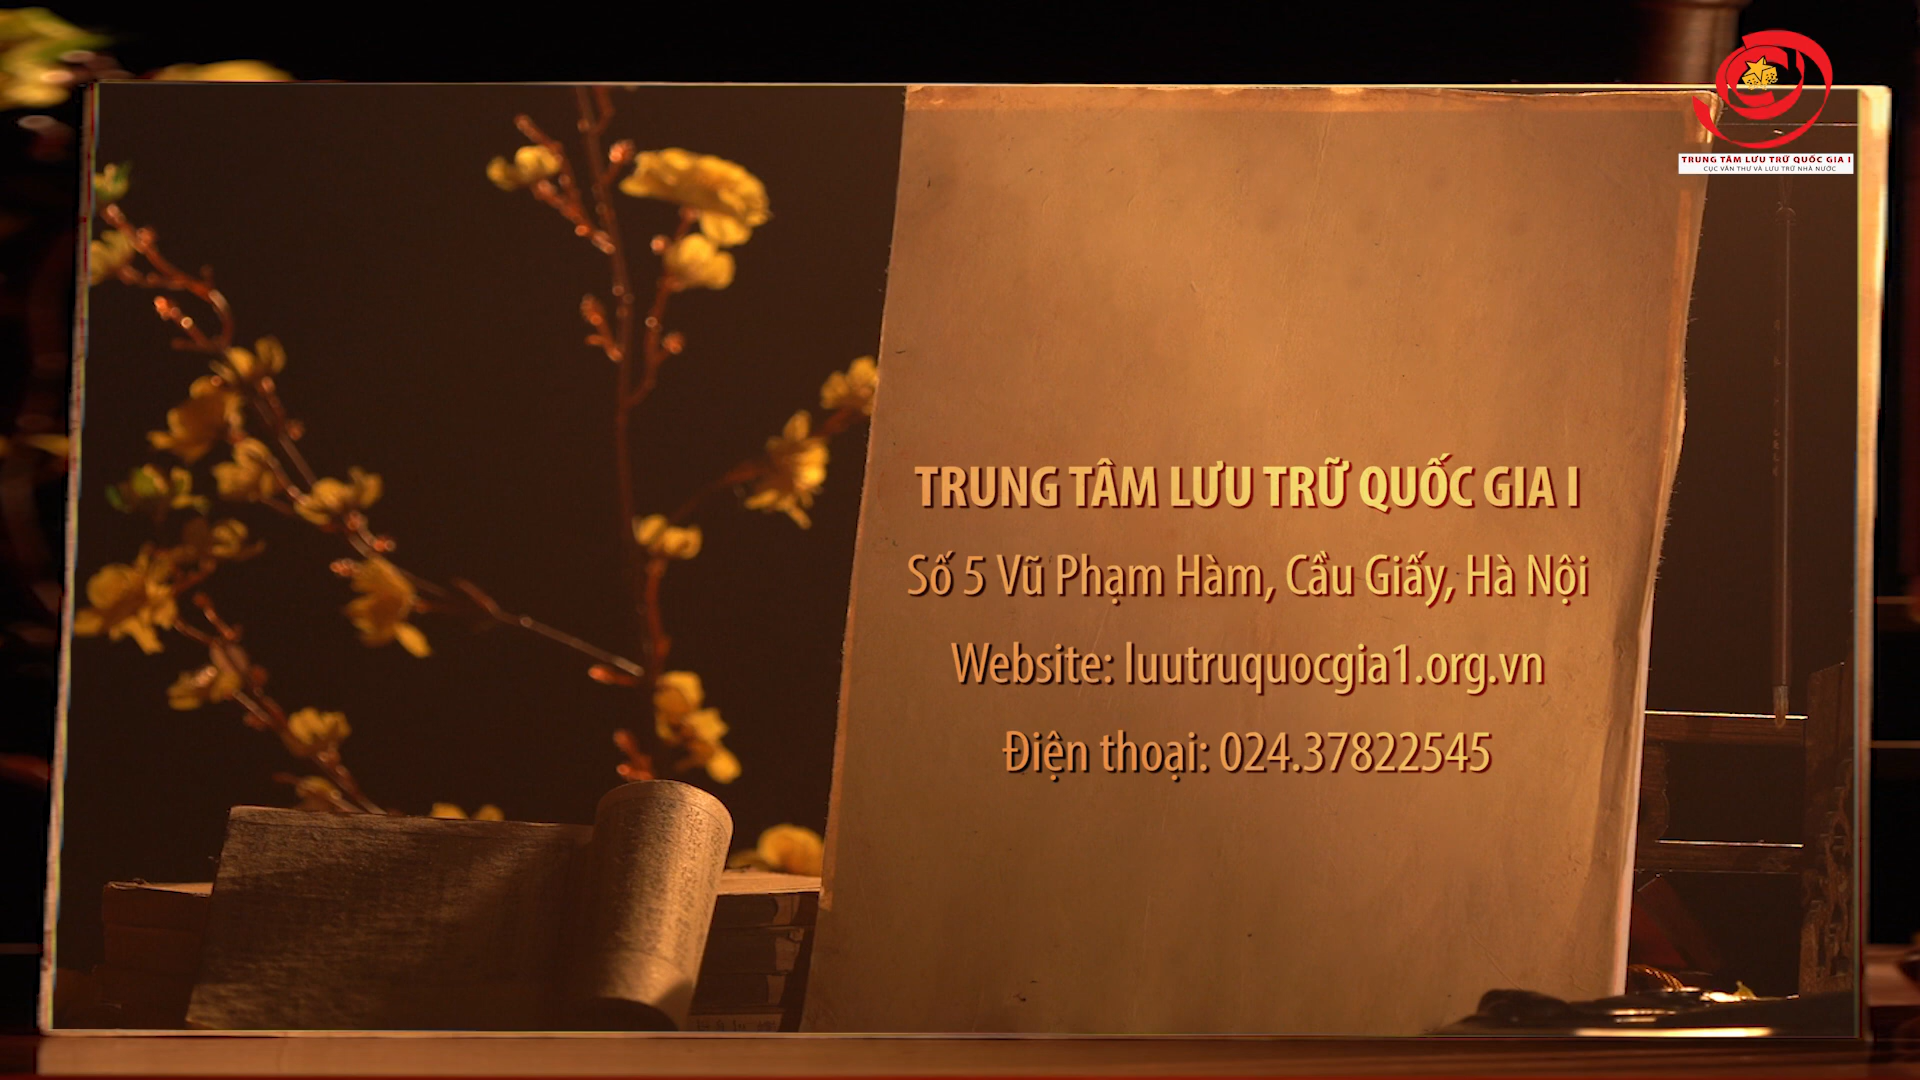 TRUNG TÂM LƯU TRỮ QUỐC GIA I
CỤC VĂN THƯ VÀ LƯU TRỮ NHÀ NƯỚC
TRUNG TÂM LƯU TRỮ QUỐC GIA I
Số 5 Vũ Phạm Hàm, Cầu Giấy, Hà Nội
Website: luutruquocgia1.org.vn
Điện thoại: 024.37822545